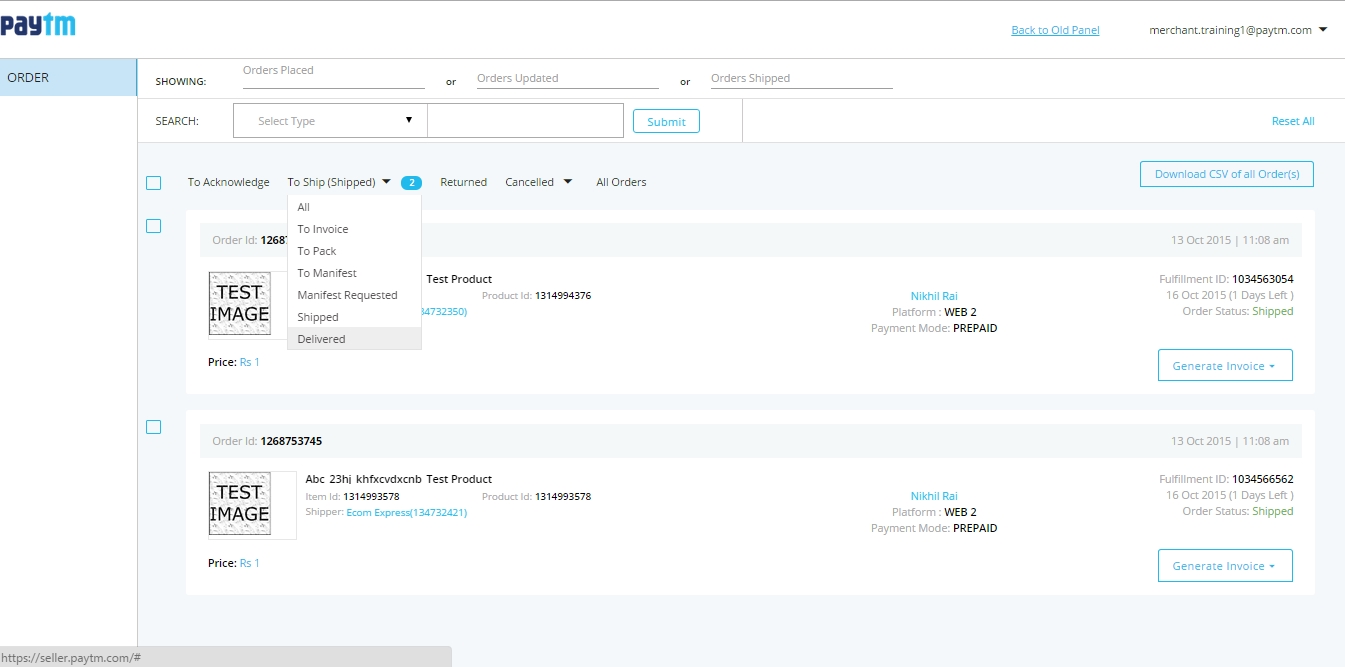 paytm
Back to Old Panel
merchant.training1@paytm.com
ORDER
SHOWING:
Orders Placed
or
Orders Updated
or
Orders Shipped
SEARCH:
Select Type
Submit
Reset All
To Acknowledge
To Ship (Shipped)
2
Returned
Cancelled
All Orders
Download CSV of all Order(s)
All
To Invoice
To Pack
To Manifest
Manifest Requested
Shipped
Delivered
Order Id: 1268
13 Oct 2015 | 11:08 am
TEST
IMAGE
Test Product
Product Id: 1314994376
34732350)
Price: Rs 1
Nikhil Rai
Platform : WEB 2
Payment Mode: PREPAID
Fulfillment ID: 1034563054
16 Oct 2015 (1 Days Left )
Order Status: Shipped
Generate Invoice
Order Id: 1268753745
13 Oct 2015 | 11:08 am
TEST
IMAGE
Abc 23hj khfxcvdxcnb Test Product
Item Id: 1314993578
Product Id: 1314993578
Shipper: Ecom Express(134732421)
Price: Rs 1
Nikhil Rai
Platform : WEB 2
Payment Mode: PREPAID
Fulfillment ID: 1034566562
16 Oct 2015 (1 Days Left )
Order Status: Shipped
Generate Invoice
https://seller.paytm.com/#